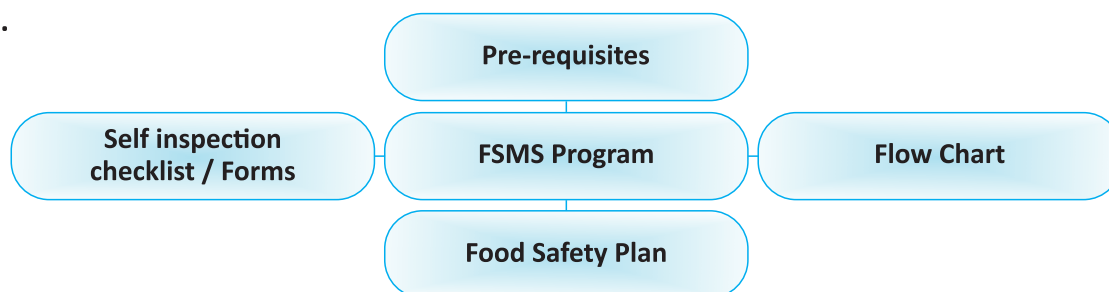 .
Pre-requisites
Self inspection
checklist / Forms
FSMS Program
Flow Chart
Food Safety Plan